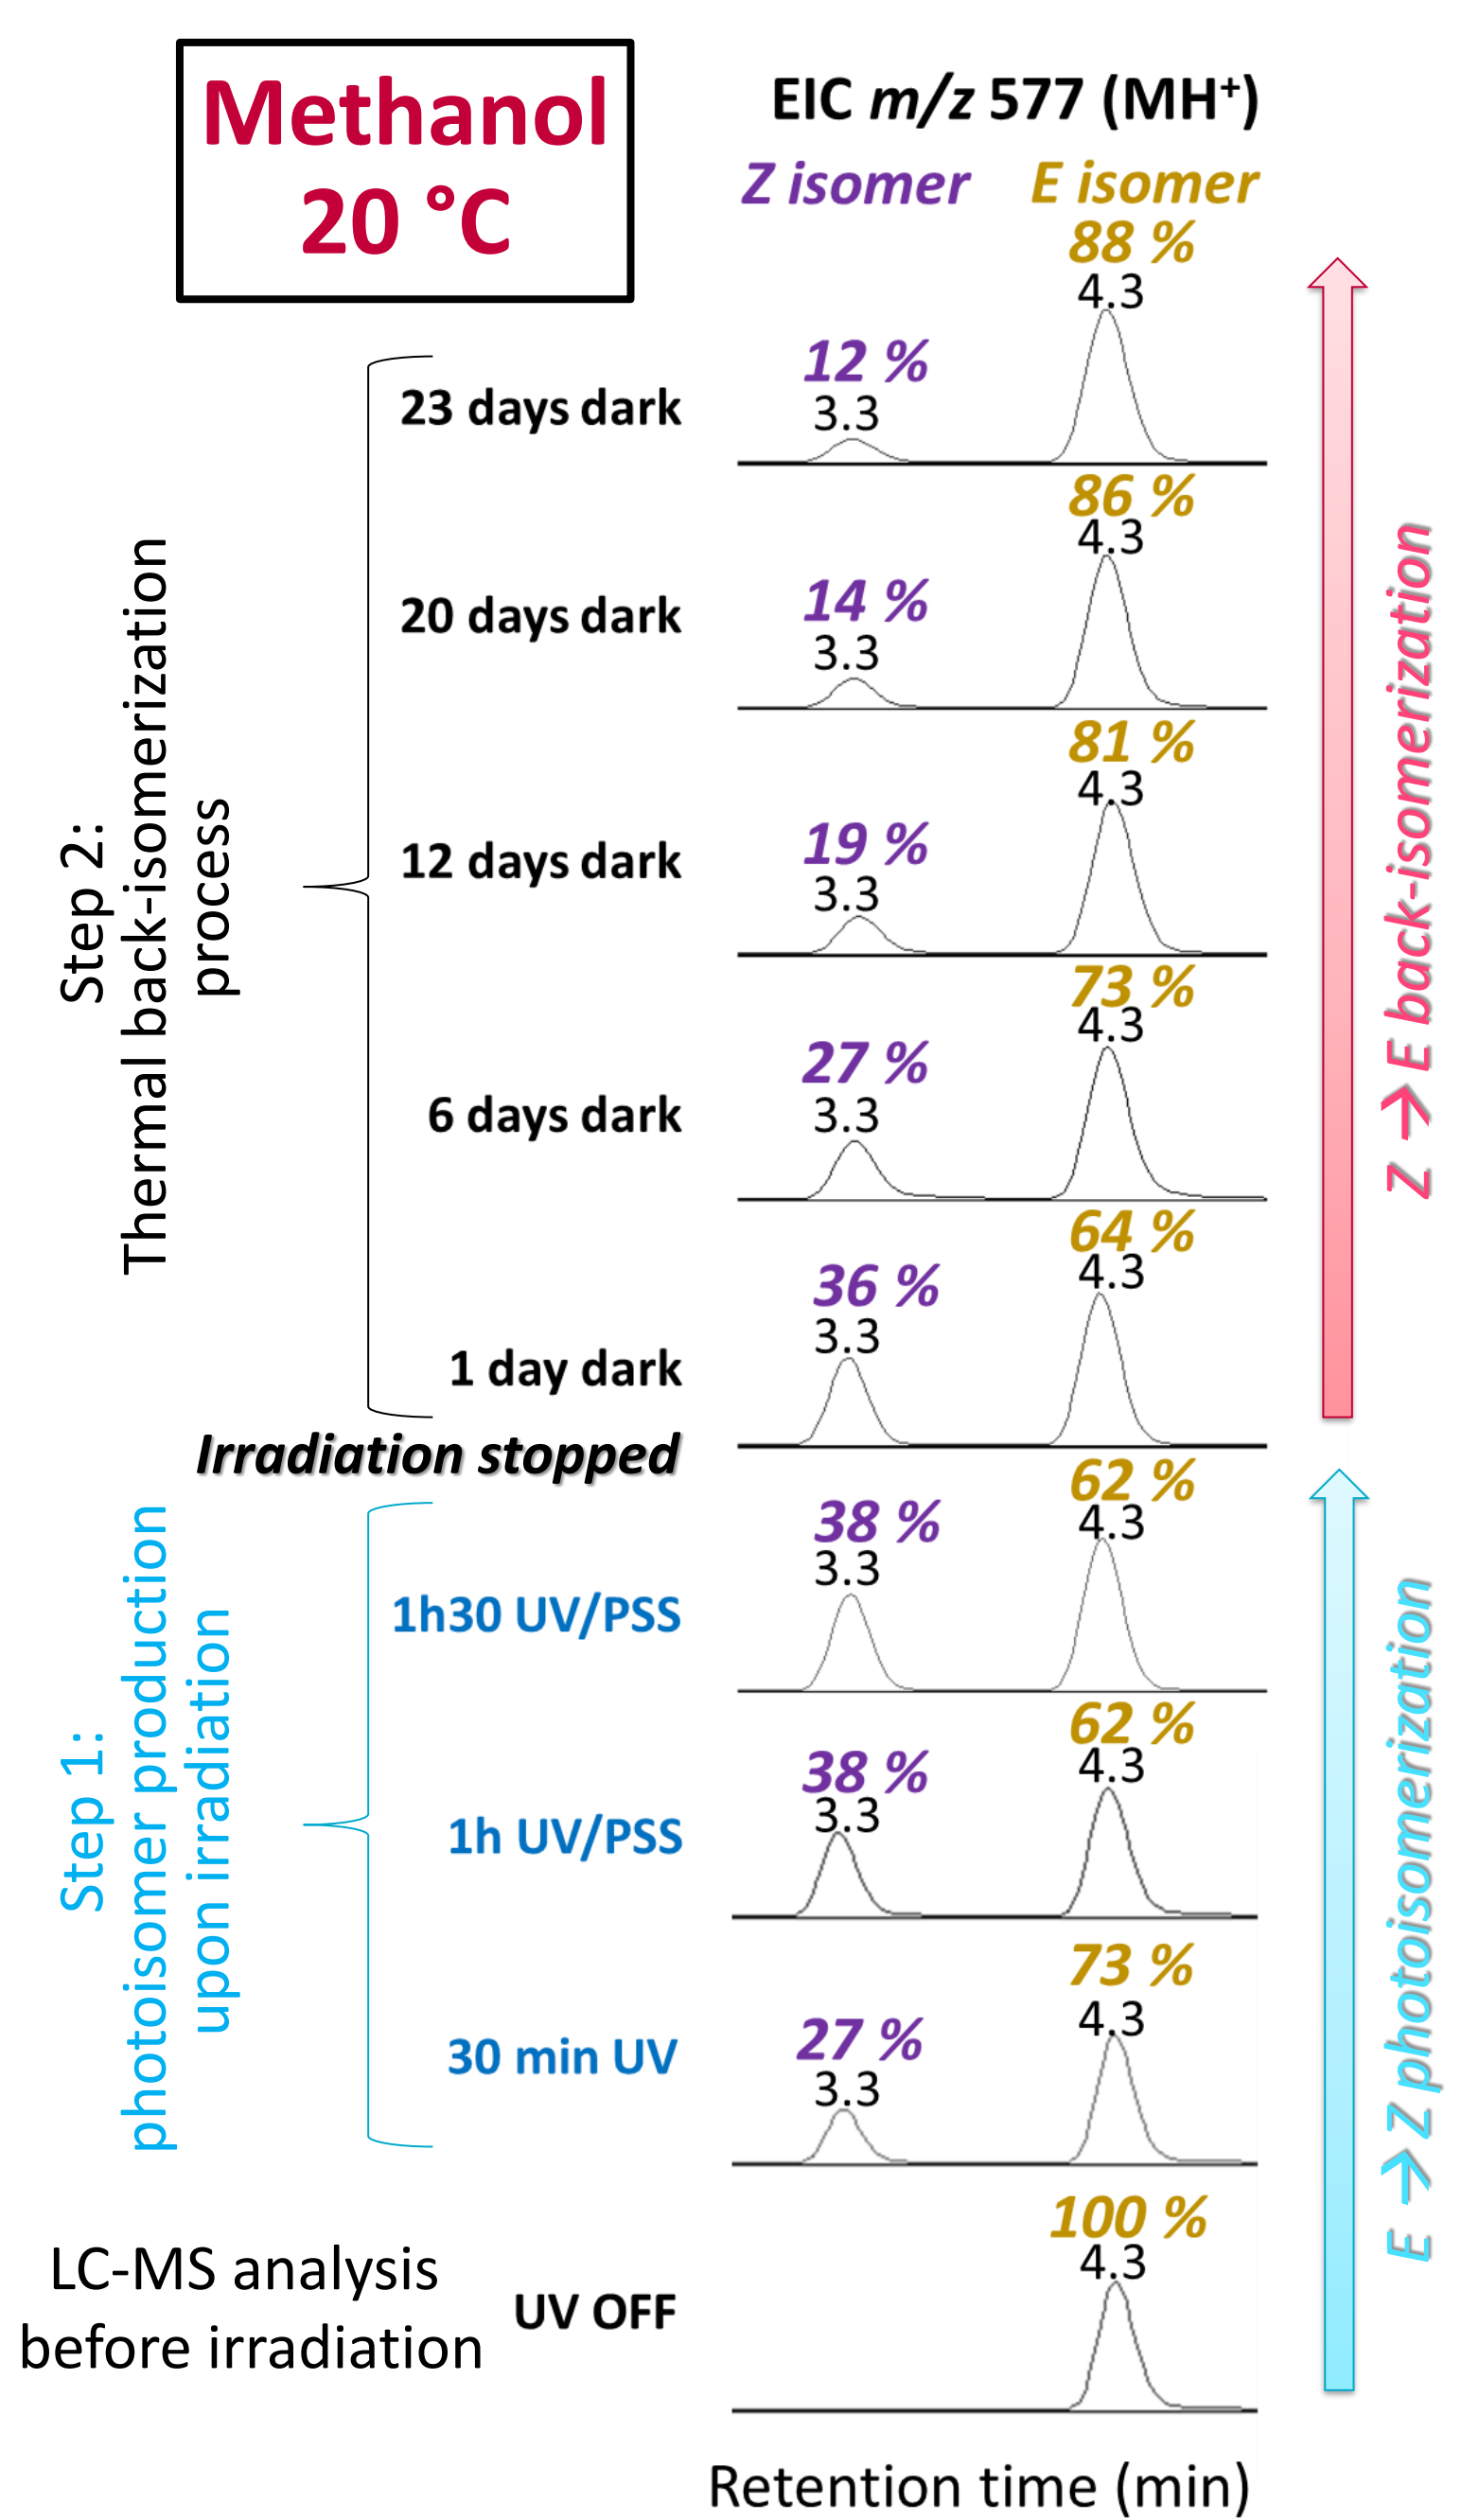 Methanol
20 °C
EIC m/z 577 (MH⁺)
Z isomer
E isomer
88 %
4.3
12 %
3.3
23 days dark
86 %
4.3
14 %
3.3
20 days dark
81 %
4.3
19 %
3.3
12 days dark
73 %
4.3
27 %
3.3
6 days dark
64 %
4.3
36 %
3.3
1 day dark
Step 2:
Thermal back-isomerization
process
Z → E back-isomerization
Irradiation stopped
62 %
4.3
38 %
3.3
1h30 UV/PSS
62 %
4.3
38 %
3.3
1h UV/PSS
73 %
4.3
27 %
3.3
30 min UV
Step 1:
photoisomer production
upon irradiation
E → Z photoisomerization
100 %
4.3
LC-MS analysis
before irradiation
UV OFF
Retention time (min)